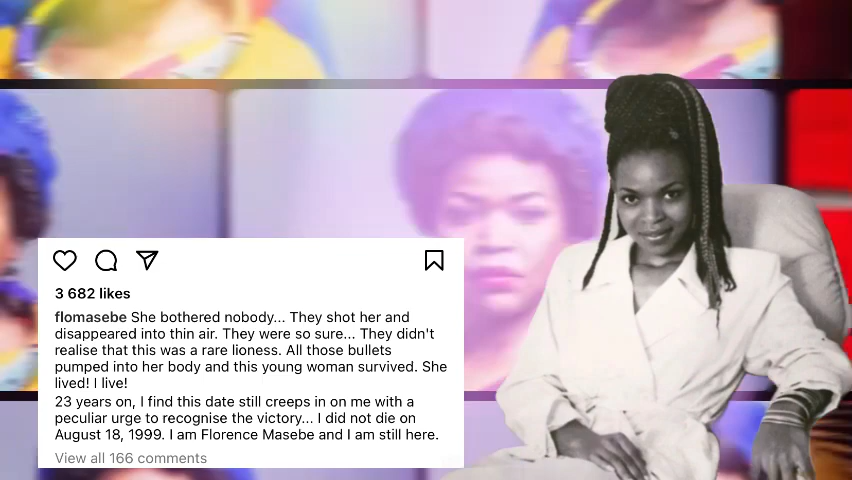 3 682 likes
flomasebe She bothered nobody... They shot her and
disappeared into thin air. They were so sure... They didn't
realise that this was a rare lioness. All those bullets
pumped into her body and this young woman survived. She
lived! I live!
23 years on, I find this date still creeps in on me with a
peculiar urge to recognise the victory... I did not die on
August 18, 1999. I am Florence Masebe and I am still here.
View all 166 comments